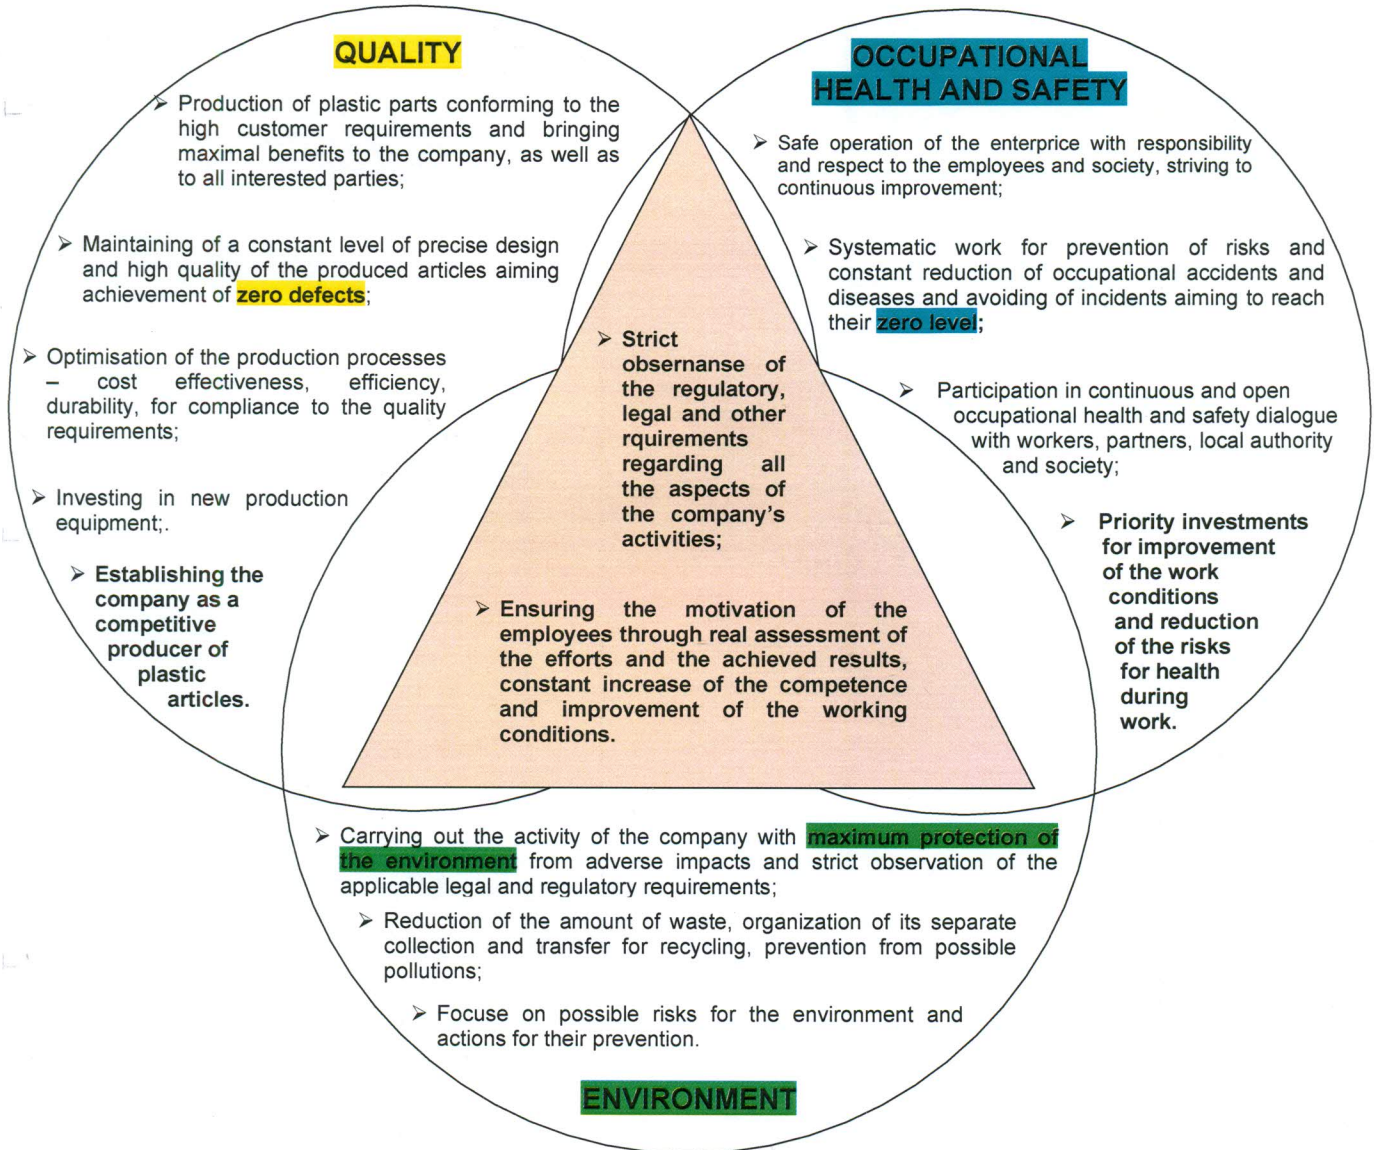 QUALITY
➢ Production of plastic parts conforming to the
high customer requirements and bringing
maximal benefits to the company, as well as
to all interested parties;
➢ Maintaining of a constant level of precise design
and high quality of the produced articles aiming
achievement of zero defects;
➢ Optimisation of the production processes
– cost effectiveness, efficiency,
durability, for compliance to the quality
requirements;
➢ Investing in new production
equipment;.
➢ Establishing the
company as a
competitive
producer of
plastic
articles.
OCCUPATIONAL
HEALTH AND SAFETY
➢ Safe operation of the enterprice with responsibility
and respect to the employees and society, striving to
continuous improvement;
➢ Systematic work for prevention of risks and
constant reduction of occupational accidents and
diseases and avoiding of incidents aiming to reach
their zero level;
➢ Participation in continuous and open
occupational health and safety dialogue
with workers, partners, local authority
and society;
➢ Priority investments
for improvement
of the work
conditions
and reduction
of the risks
for health
during
work.
➢ Strict
obsernanse of
the regulatory,
legal and other
rquirements
regarding all
the aspects of
the company's
activities;
➢ Ensuring the motivation of the
employees through real assessment of
the efforts and the achieved results,
constant increase of the competence
and improvement of the working
conditions.
➢ Carrying out the activity of the company with maximum protection of
the environment from adverse impacts and strict observation of the
applicable legal and regulatory requirements;
➢ Reduction of the amount of waste, organization of its separate
collection and transfer for recycling, prevention from possible
pollutions;
➢ Focuse on possible risks for the environment and
actions for their prevention.
ENVIRONMENT